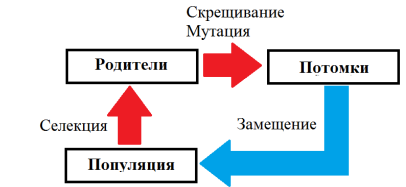 Скрещивание
Мутация
Родители
Потомки
Селекция
Замещение
Популяция